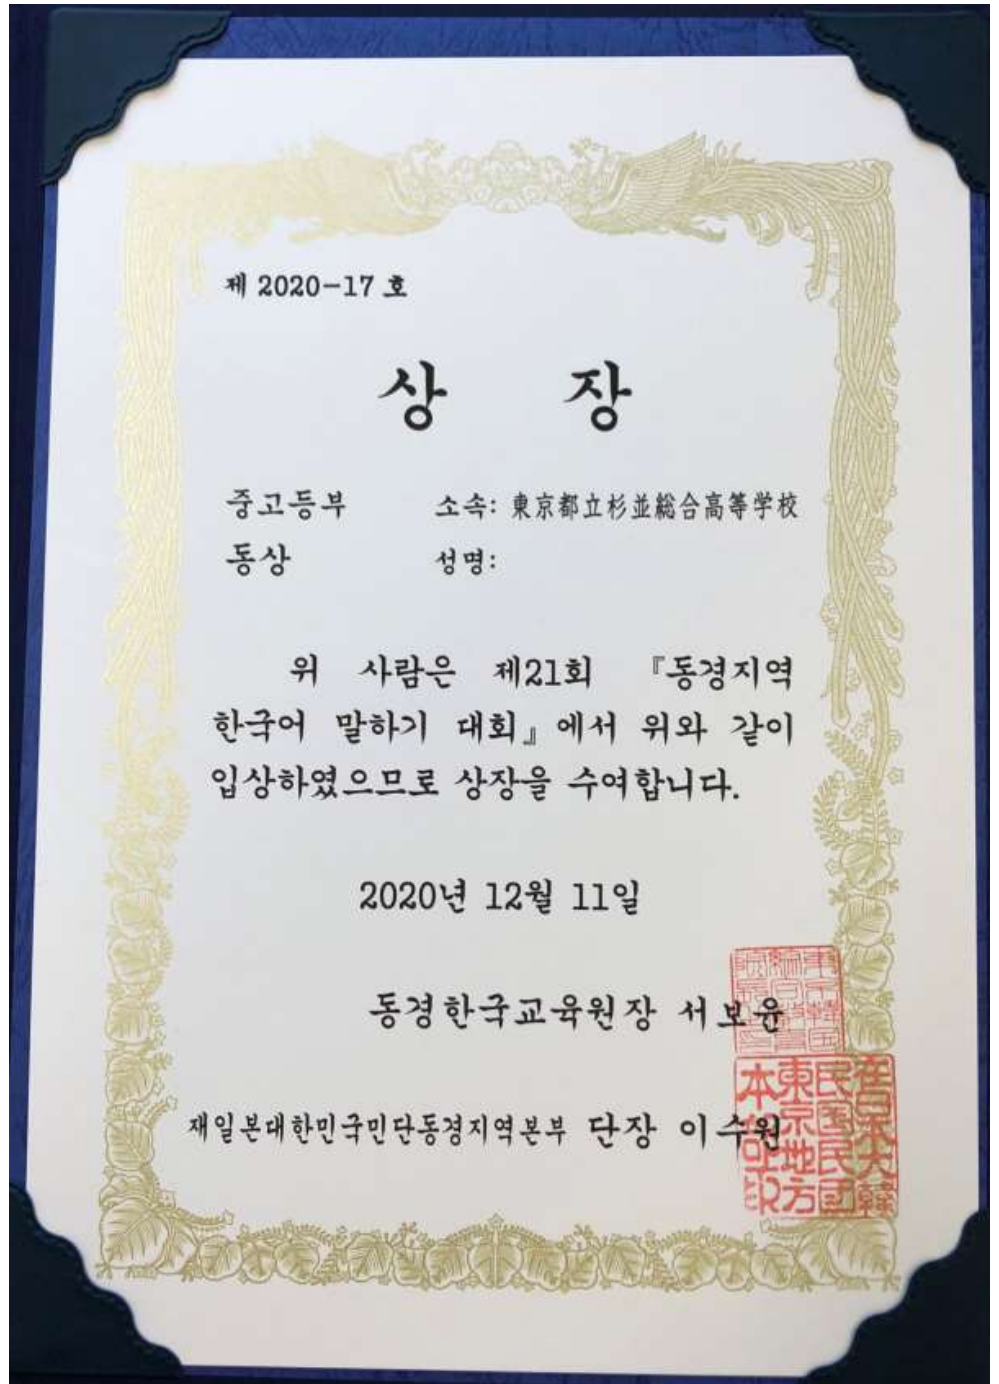 제 2020-17 호
상 장
중고등부 소속: 東京都立杉並総合高等学校
동상 성명:
위 사람은 제21회 『동경지역
한국어 말하기 대회』에서 위와 같이
입상하였으므로 상장을 수여합니다.
2020년 12월 11일
동경한국교육원장 서보윤
재일본대한민국민단동경지역본부 단장 이수원